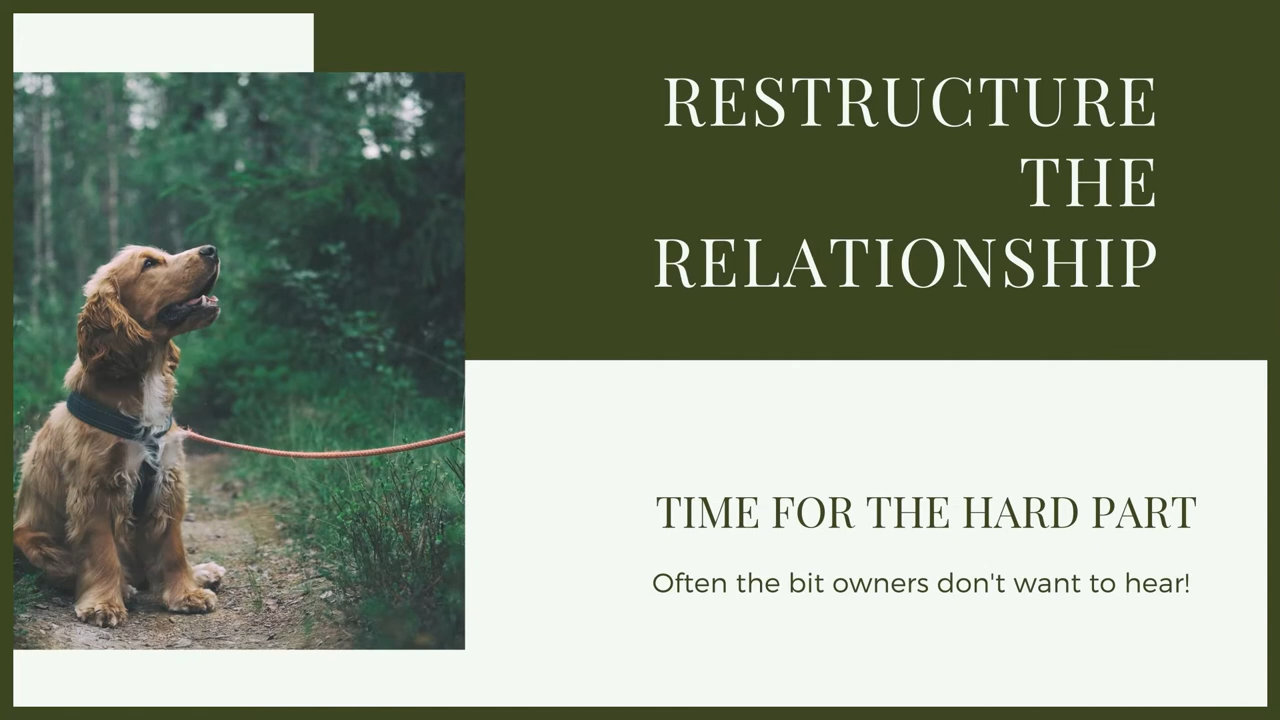 RESTRUCTURE
THE
RELATIONSHIP
TIME FOR THE HARD PART
Often the bit owners don't want to hear!